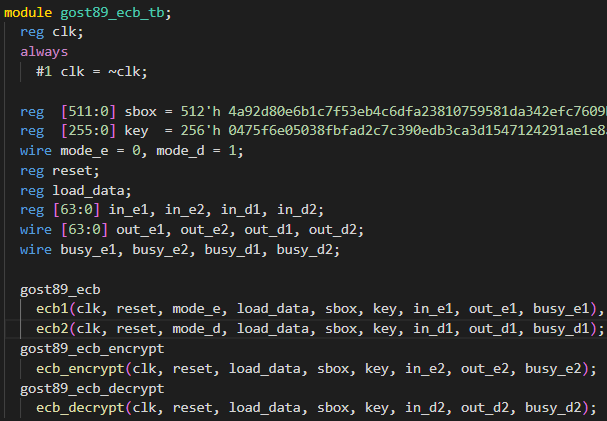 module gost89_ecb_tb;
reg clk;
always
#1 clk = ~clk;
reg [511:0] sbox = 512'h 4a92d80e6b1c7f53eb4c6dfa23810759581da342efc7609
reg [255:0] key = 256'h 0475f6e05038fbfad2c7c390edb3ca3d1547124291ae1e8
wire mode_e = 0, mode_d = 1;
reg reset;
reg load_data;
reg [63:0] in_e1, in_e2, in_d1, in_d2;
wire [63:0] out_e1, out_e2, out_d1, out_d2;
wire busy_e1, busy_e2, busy_d1, busy_d2;
gost89_ecb
ecb1(clk, reset, mode_e, load_data, sbox, key, in_e1, out_e1, busy_e1),
ecb2(clk, reset, mode_d, load_data, sbox, key, in_d1, out_d1, busy_d1);
gost89_ecb_encrypt
ecb_encrypt(clk, reset, load_data, sbox, key, in_e2, out_e2, busy_e2);
gost89_ecb_decrypt
ecb_decrypt(clk, reset, load_data, sbox, key, in_d2, out_d2, busy_d2);